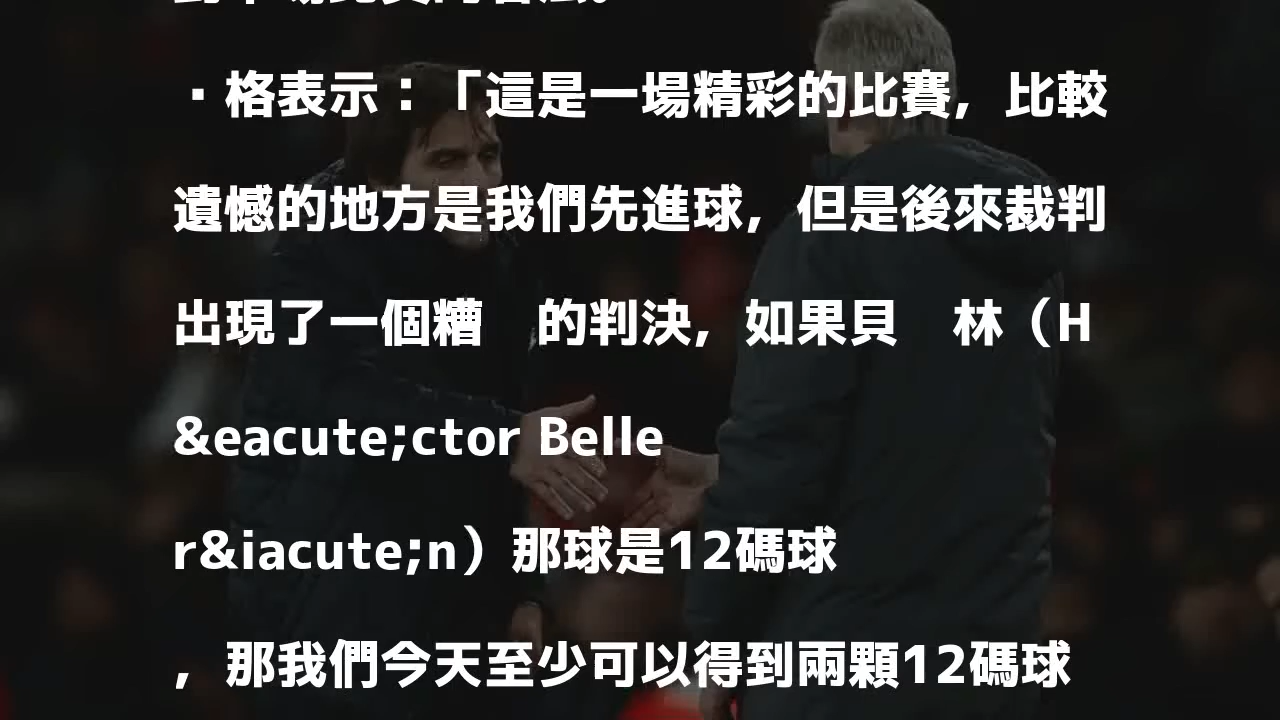 ·格表示：「這是一場精彩的比賽，比較
遺憾的地方是我們先進球，但是後來裁判
出現了一個糟　的判決，如果貝　林（H
&eacute;ctor Belle
r&iacute;n）那球是12碼球
，那我們今天至少可以得到兩顆12碼球